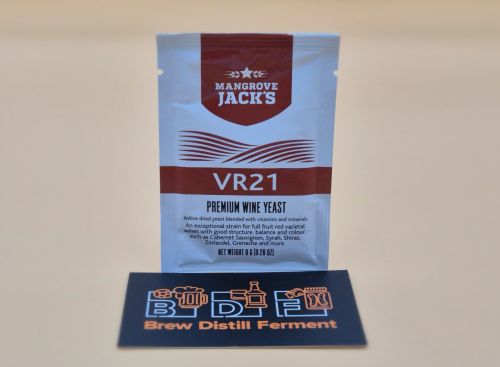 MANGROVE
JACK'S
VR21
PREMIUM WINE YEAST
Active dried yeast blended with vitamins and minerals
An exceptional strain for full fruit red varietal
wines with good structure, balance and colour,
such as Cabernet Sauvignon, Syrah, Shiraz,
Zinfandel, Grenache and more.
NET WEIGHT 8 G (0.28 OZ)
B D F
Brew Distill Ferment